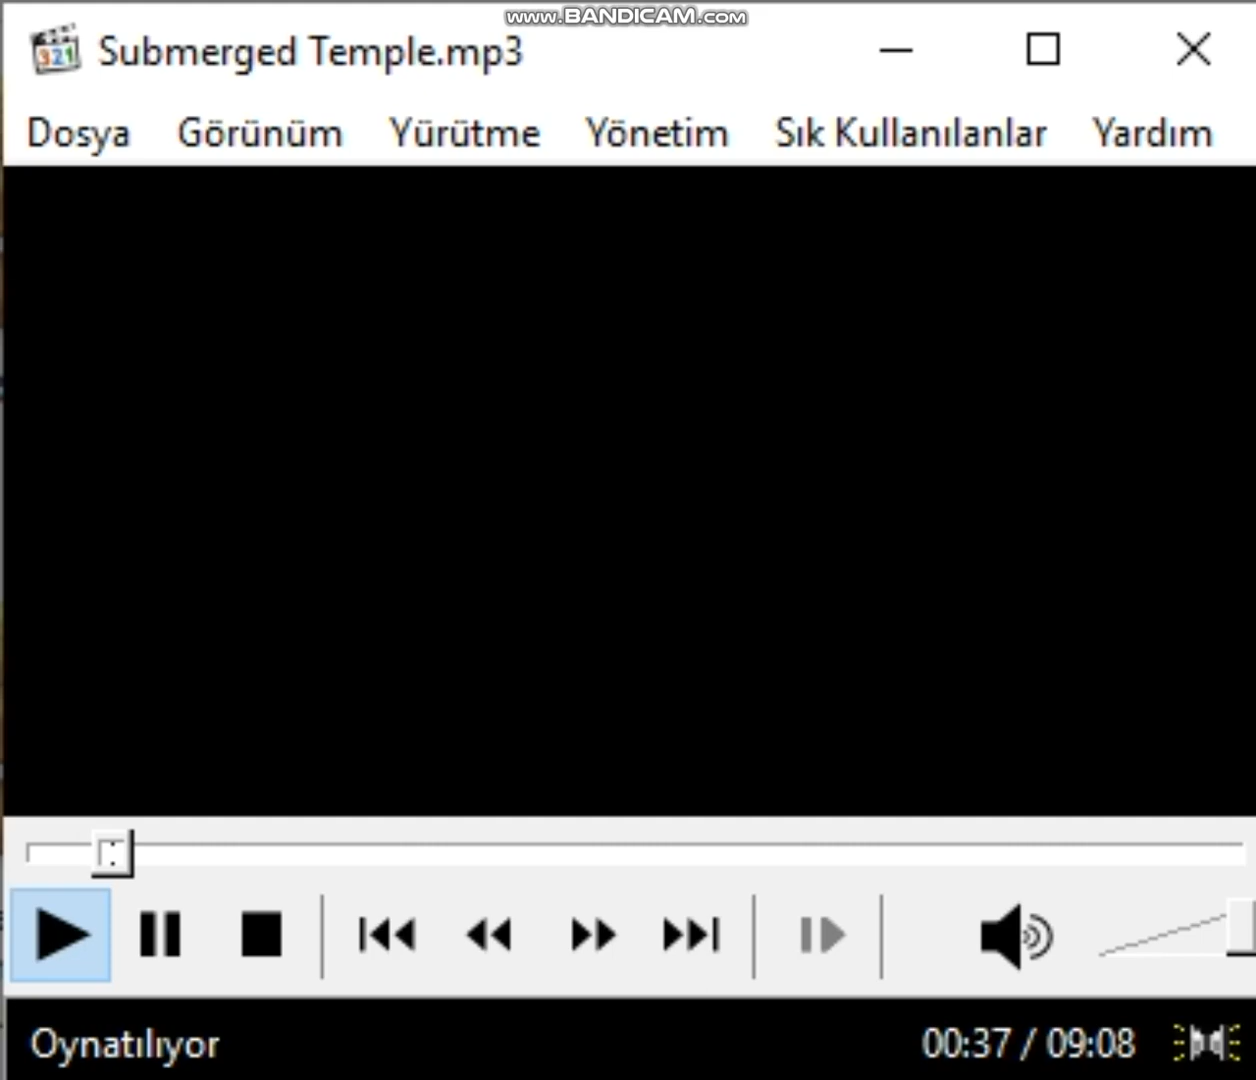 www.BANDICAM.com
Submerged Temple.mp3
Dosya Görünüm Yürütme Yönetim Sık Kullanılanlar Yardım
Oynatılıyor 00:37 / 09:08